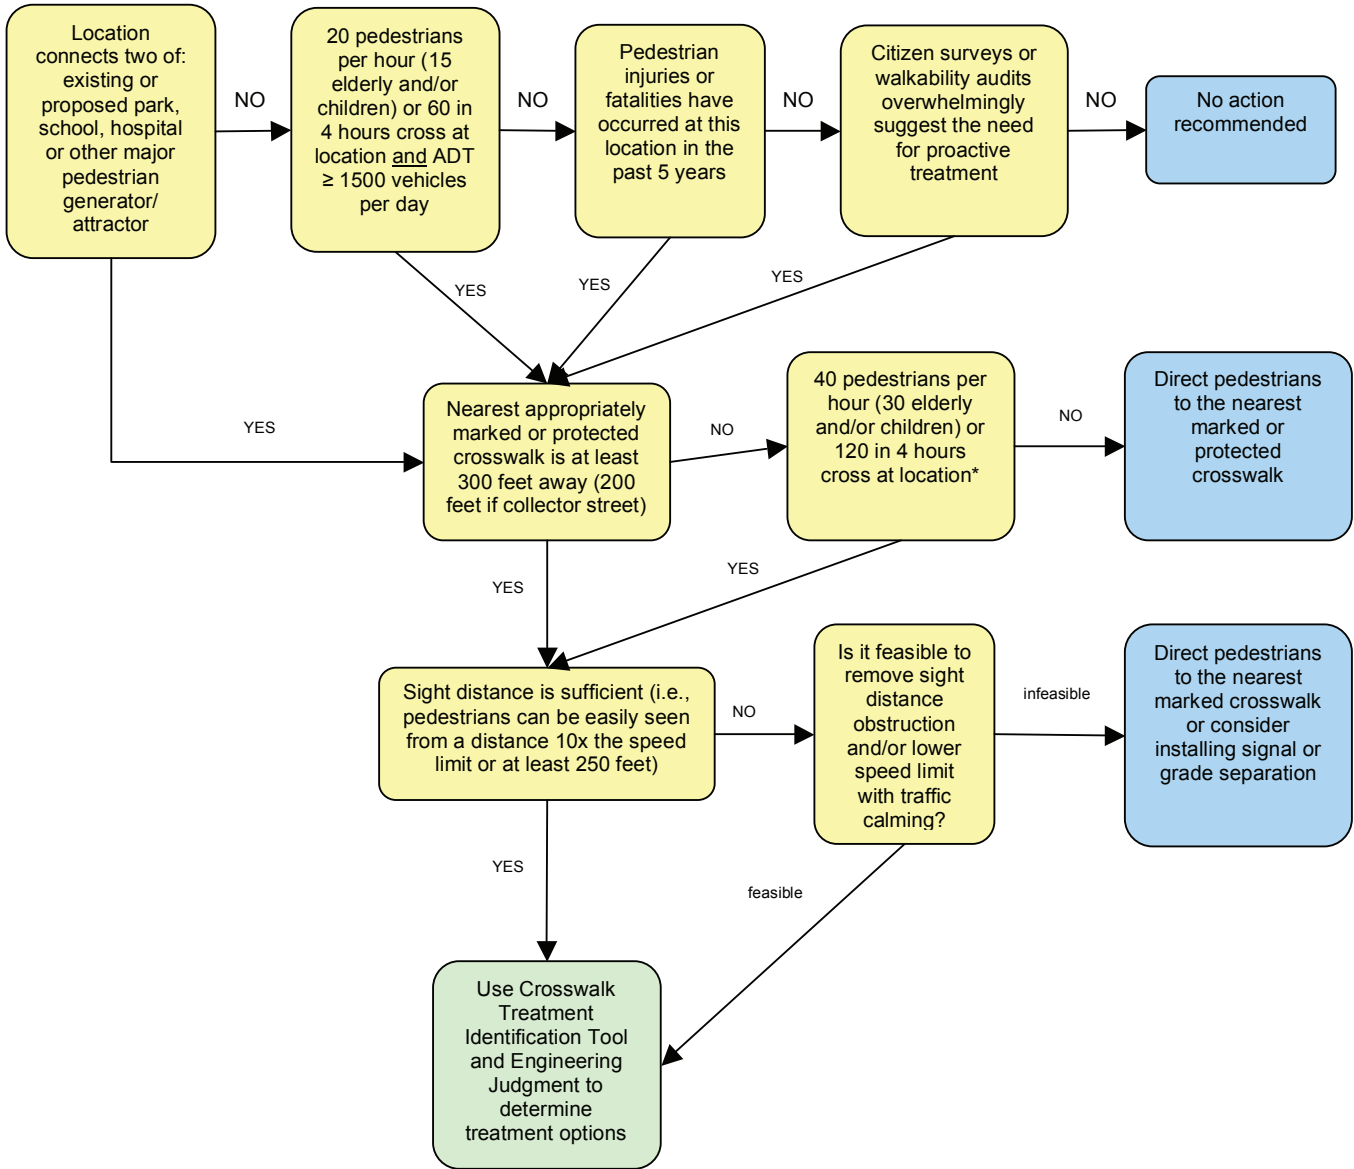 Location
connects two of:
existing or
proposed park,
school, hospital
or other major
pedestrian
generator/
attractor
NO
20 pedestrians
per hour (15
elderly and/or
children) or 60 in
4 hours cross at
location and ADT
≥ 1500 vehicles
per day
NO
Pedestrian
injuries or
fatalities have
occurred at this
location in the
past 5 years
NO
Citizen surveys or
walkability audits
overwhelmingly
suggest the need
for proactive
treatment
NO
No action
recommended
YES
YES
YES
YES
Nearest appropriately
marked or protected
crosswalk is at least
300 feet away (200
feet if collector street)
NO
40 pedestrians per
hour (30 elderly
and/or children) or
120 in 4 hours
cross at location*
NO
Direct pedestrians
to the nearest
marked or
protected
crosswalk
YES
YES
Sight distance is sufficient (i.e.,
pedestrians can be easily seen
from a distance 10x the speed
limit or at least 250 feet)
NO
Is it feasible to
remove sight
distance
obstruction
and/or lower
speed limit
with traffic
calming?
infeasible
Direct pedestrians
to the nearest
marked crosswalk
or consider
installing signal or
grade separation
YES
feasible
Use Crosswalk
Treatment
Identification Tool
and Engineering
Judgment to
determine
treatment options